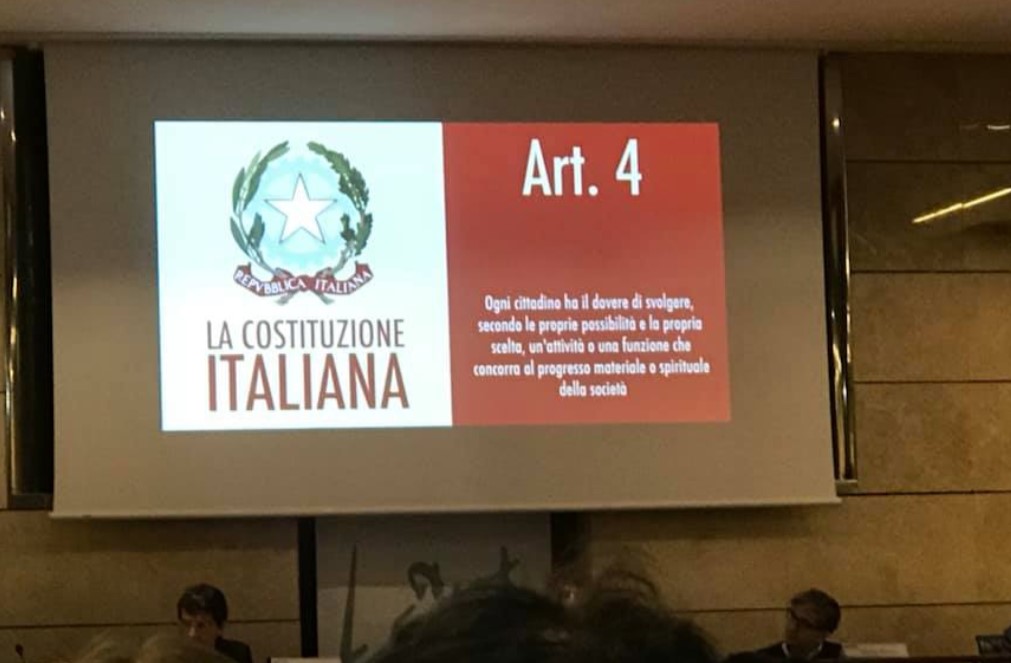 REPVBBLICA ITALIANA
LA COSTITUZIONE
ITALIANA
Art. 4
Ogni cittadino ha il dovere di svolgere,
secondo le proprie possibilità e la propria
scelta, un'attività o una funzione che
concorra al progresso materiale o spirituale
della società